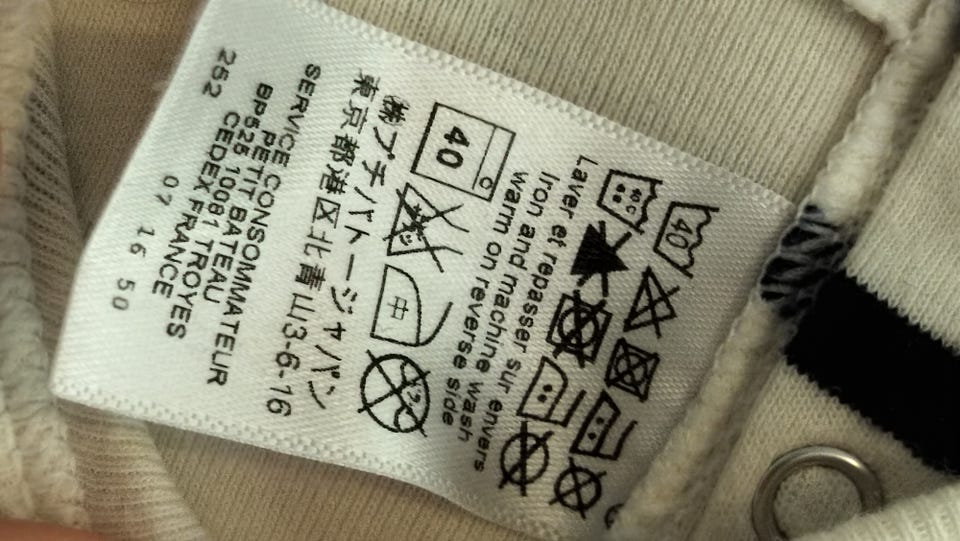 40
Laver et repasser sur envers
Iron and machine wash
warm on reverse side
40
中
㈱プチバトージャパン
東京都港区北青山3-6-16
SERVICE CONSOMMATEUR
PETIT BATEAU
BP525 10081 TROYES
CEDEX FRANCE
262 07 16 50